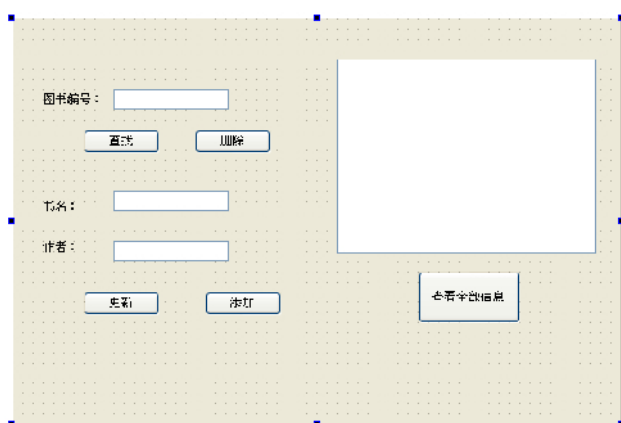 图书编号：
查找 删除
书名：
作者：
更新 添加
查看全部信息